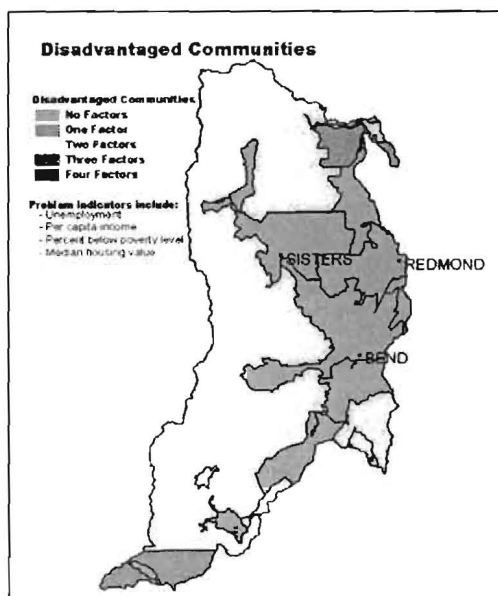 Disadvantaged Communities
Disadvantaged Communities
No Factors
One Factor
Two Factors
Three Factors
Four Factors
Problem Indicators include:
- Unemployment
- Per capita income
- Percent below poverty level
- Median housing value
SISTERS
REDMOND
BEND